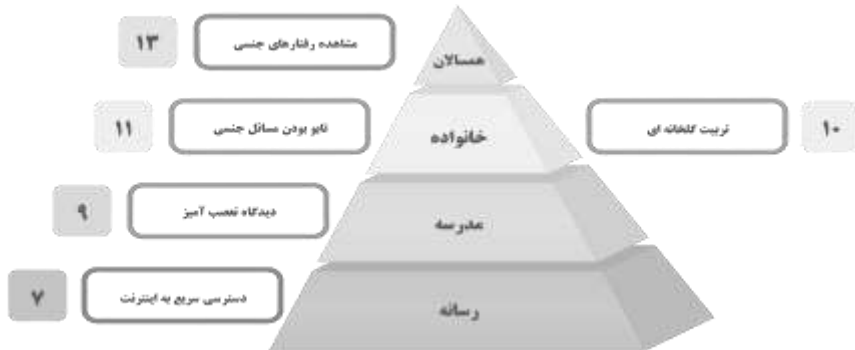 همسالان
مشاهده رفتارهای جنسی
۱۳
تربیت گلخانه ای
۱۰
خانواده
تابو بودن مسائل جنسی
۱۱
مدرسه
دیدگاه تعصب آمیز
۹
رسانه
دسترسی سریع به اینترنت
۷